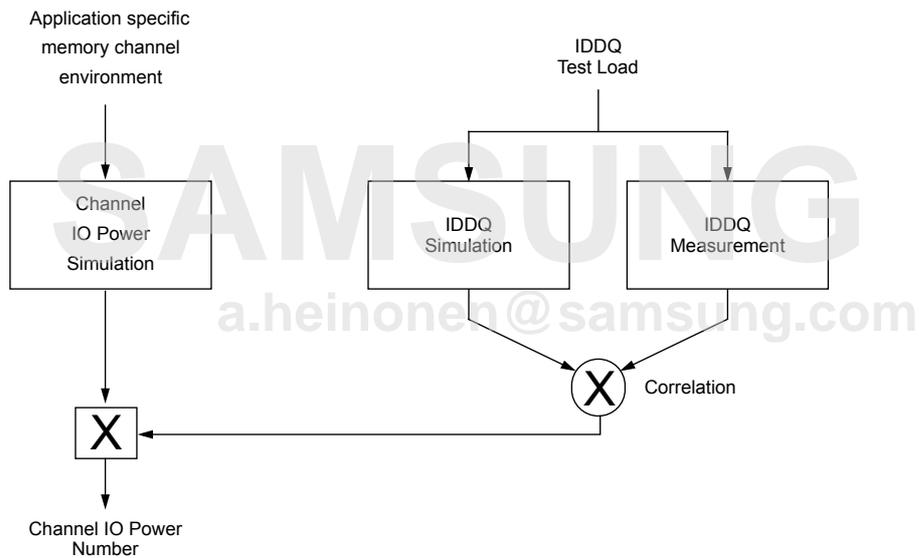 Application specific
memory channel
environment
IDDQ
Test Load
SAMSUNG
Channel
IO Power
Simulation
IDDQ
Simulation
IDDQ
Measurement
a.heinonen@samsung.com
X
Correlation
X
Channel IO Power
Number